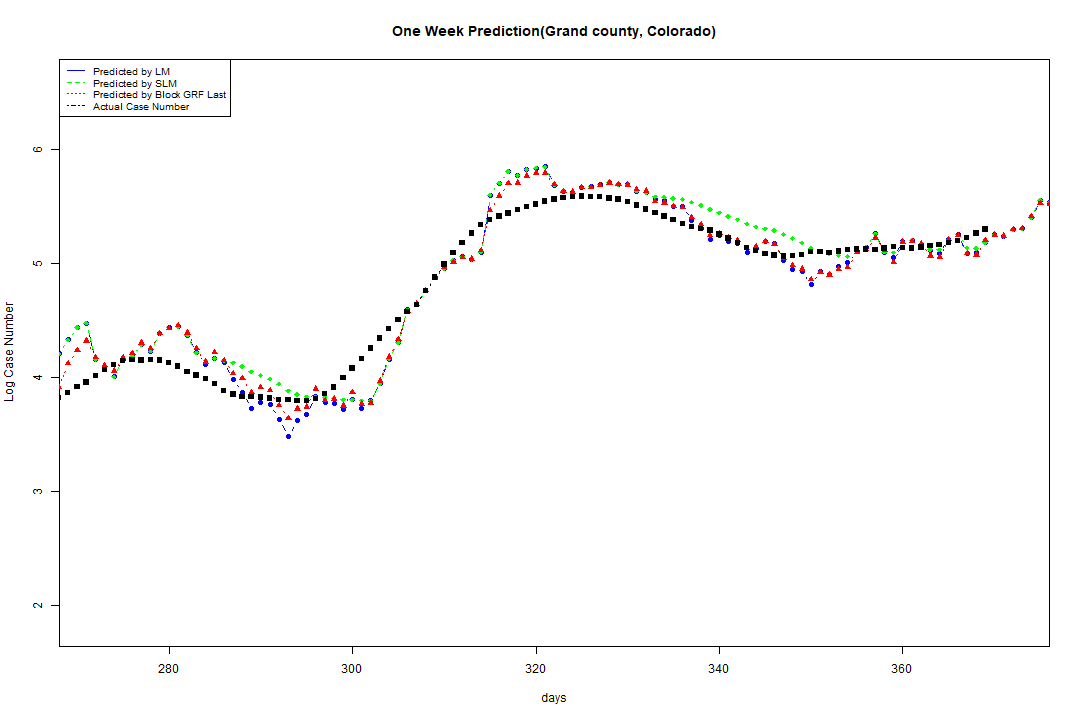 One Week Prediction(Grand county, Colorado)
Predicted by LM
Predicted by SLM
Predicted by Block GRF Last
Actual Case Number
6
5
4
3
2
Log Case Number
280 300 320 340 360
days